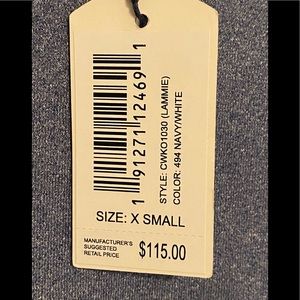 1 91271 12469 1
STYLE: CWKO1030 (LAMMIE)
COLOR: 494 NAVY/WHITE
SIZE: X SMALL
MANUFACTURER'S
SUGGESTED
RETAIL PRICE
$115.00